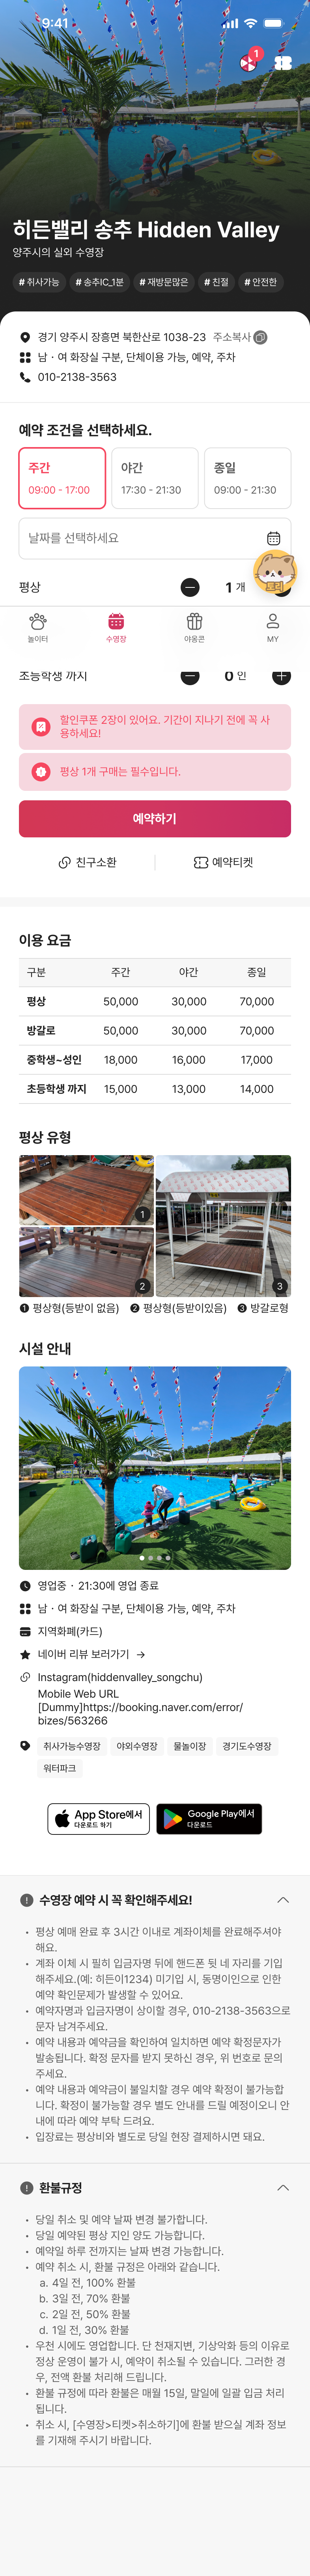 9:41
1
히든밸리 송추 Hidden Valley
양주시의 실외 수영장
# 취사가능 # 송추IC_1분 # 재방문많은 # 친절 # 안전한
경기 양주시 장흥면 북한산로 1038-23 주소복사
남・여 화장실 구분, 단체이용 가능, 예약, 주차
010-2138-3563
예약 조건을 선택하세요.
주간 야간 종일
09:00 - 17:00 17:30 - 21:30 09:00 - 21:30
날짜를 선택하세요
평상 1 개
놀이터 수영장 야옹콘 MY
초등학생 까지 0 인
할인쿠폰 2장이 있어요. 기간이 지나기 전에 꼭 사
용하세요!
평상 1개 구매는 필수입니다.
예약하기
친구소환 예약티켓
이용 요금
구분 주간 야간 종일
평상 50,000 30,000 70,000
방갈로 50,000 30,000 70,000
중학생~성인 18,000 16,000 17,000
초등학생 까지 15,000 13,000 14,000
평상 유형
1
2
3
❶ 평상형(등받이 없음) ❷ 평상형(등받이있음) ❸ 방갈로형
시설 안내
영업중・21:30에 영업 종료
남・여 화장실 구분, 단체이용 가능, 예약, 주차
지역화폐(카드)
네이버 리뷰 보러가기 →
Instagram(hiddenvalley_songchu)
Mobile Web URL
[Dummy]https://booking.naver.com/error/
bizes/563266
취사가능수영장 야외수영장 물놀이장 경기도수영장
워터파크
App Store에서
다운로드 하기
Google Play에서
다운로드
수영장 예약 시 꼭 확인해주세요!
• 평상 예매 완료 후 3시간 이내로 계좌이체를 완료해주셔야
해요.
• 계좌 이체 시 필히 입금자명 뒤에 핸드폰 뒷 네 자리를 기입
해주세요.(예: 히든이1234) 미기입 시, 동명이인으로 인한
예약 확인문제가 발생할 수 있어요.
• 예약자명과 입금자명이 상이할 경우, 010-2138-3563으로
문자 남겨주세요.
• 예약 내용과 예약금을 확인하여 일치하면 예약 확정문자가
발송됩니다. 확정 문자를 받지 못하신 경우, 위 번호로 문의
주세요.
• 예약 내용과 예약금이 불일치할 경우 예약 확정이 불가능합
니다. 확정이 불가능할 경우 별도 안내를 드릴 예정이오니 안
내에 따라 예약 부탁 드려요.
• 입장료는 평상비와 별도로 당일 현장 결제하시면 돼요.
환불규정
• 당일 취소 및 예약 날짜 변경 불가합니다.
• 당일 예약된 평상 지인 양도 가능합니다.
• 예약일 하루 전까지는 날짜 변경 가능합니다.
• 예약 취소 시, 환불 규정은 아래와 같습니다.
a. 4일 전, 100% 환불
b. 3일 전, 70% 환불
c. 2일 전, 50% 환불
d. 1일 전, 30% 환불
• 우천 시에도 영업합니다. 단 천재지변, 기상악화 등의 이유로
정상 운영이 불가 시, 예약이 취소될 수 있습니다. 그러한 경
우, 전액 환불 처리해 드립니다.
• 환불 규정에 따라 환불은 매월 15일, 말일에 일괄 입금 처리
됩니다.
• 취소 시, [수영장>티켓>취소하기]에 환불 받으실 계좌 정보
를 기재해 주시기 바랍니다.